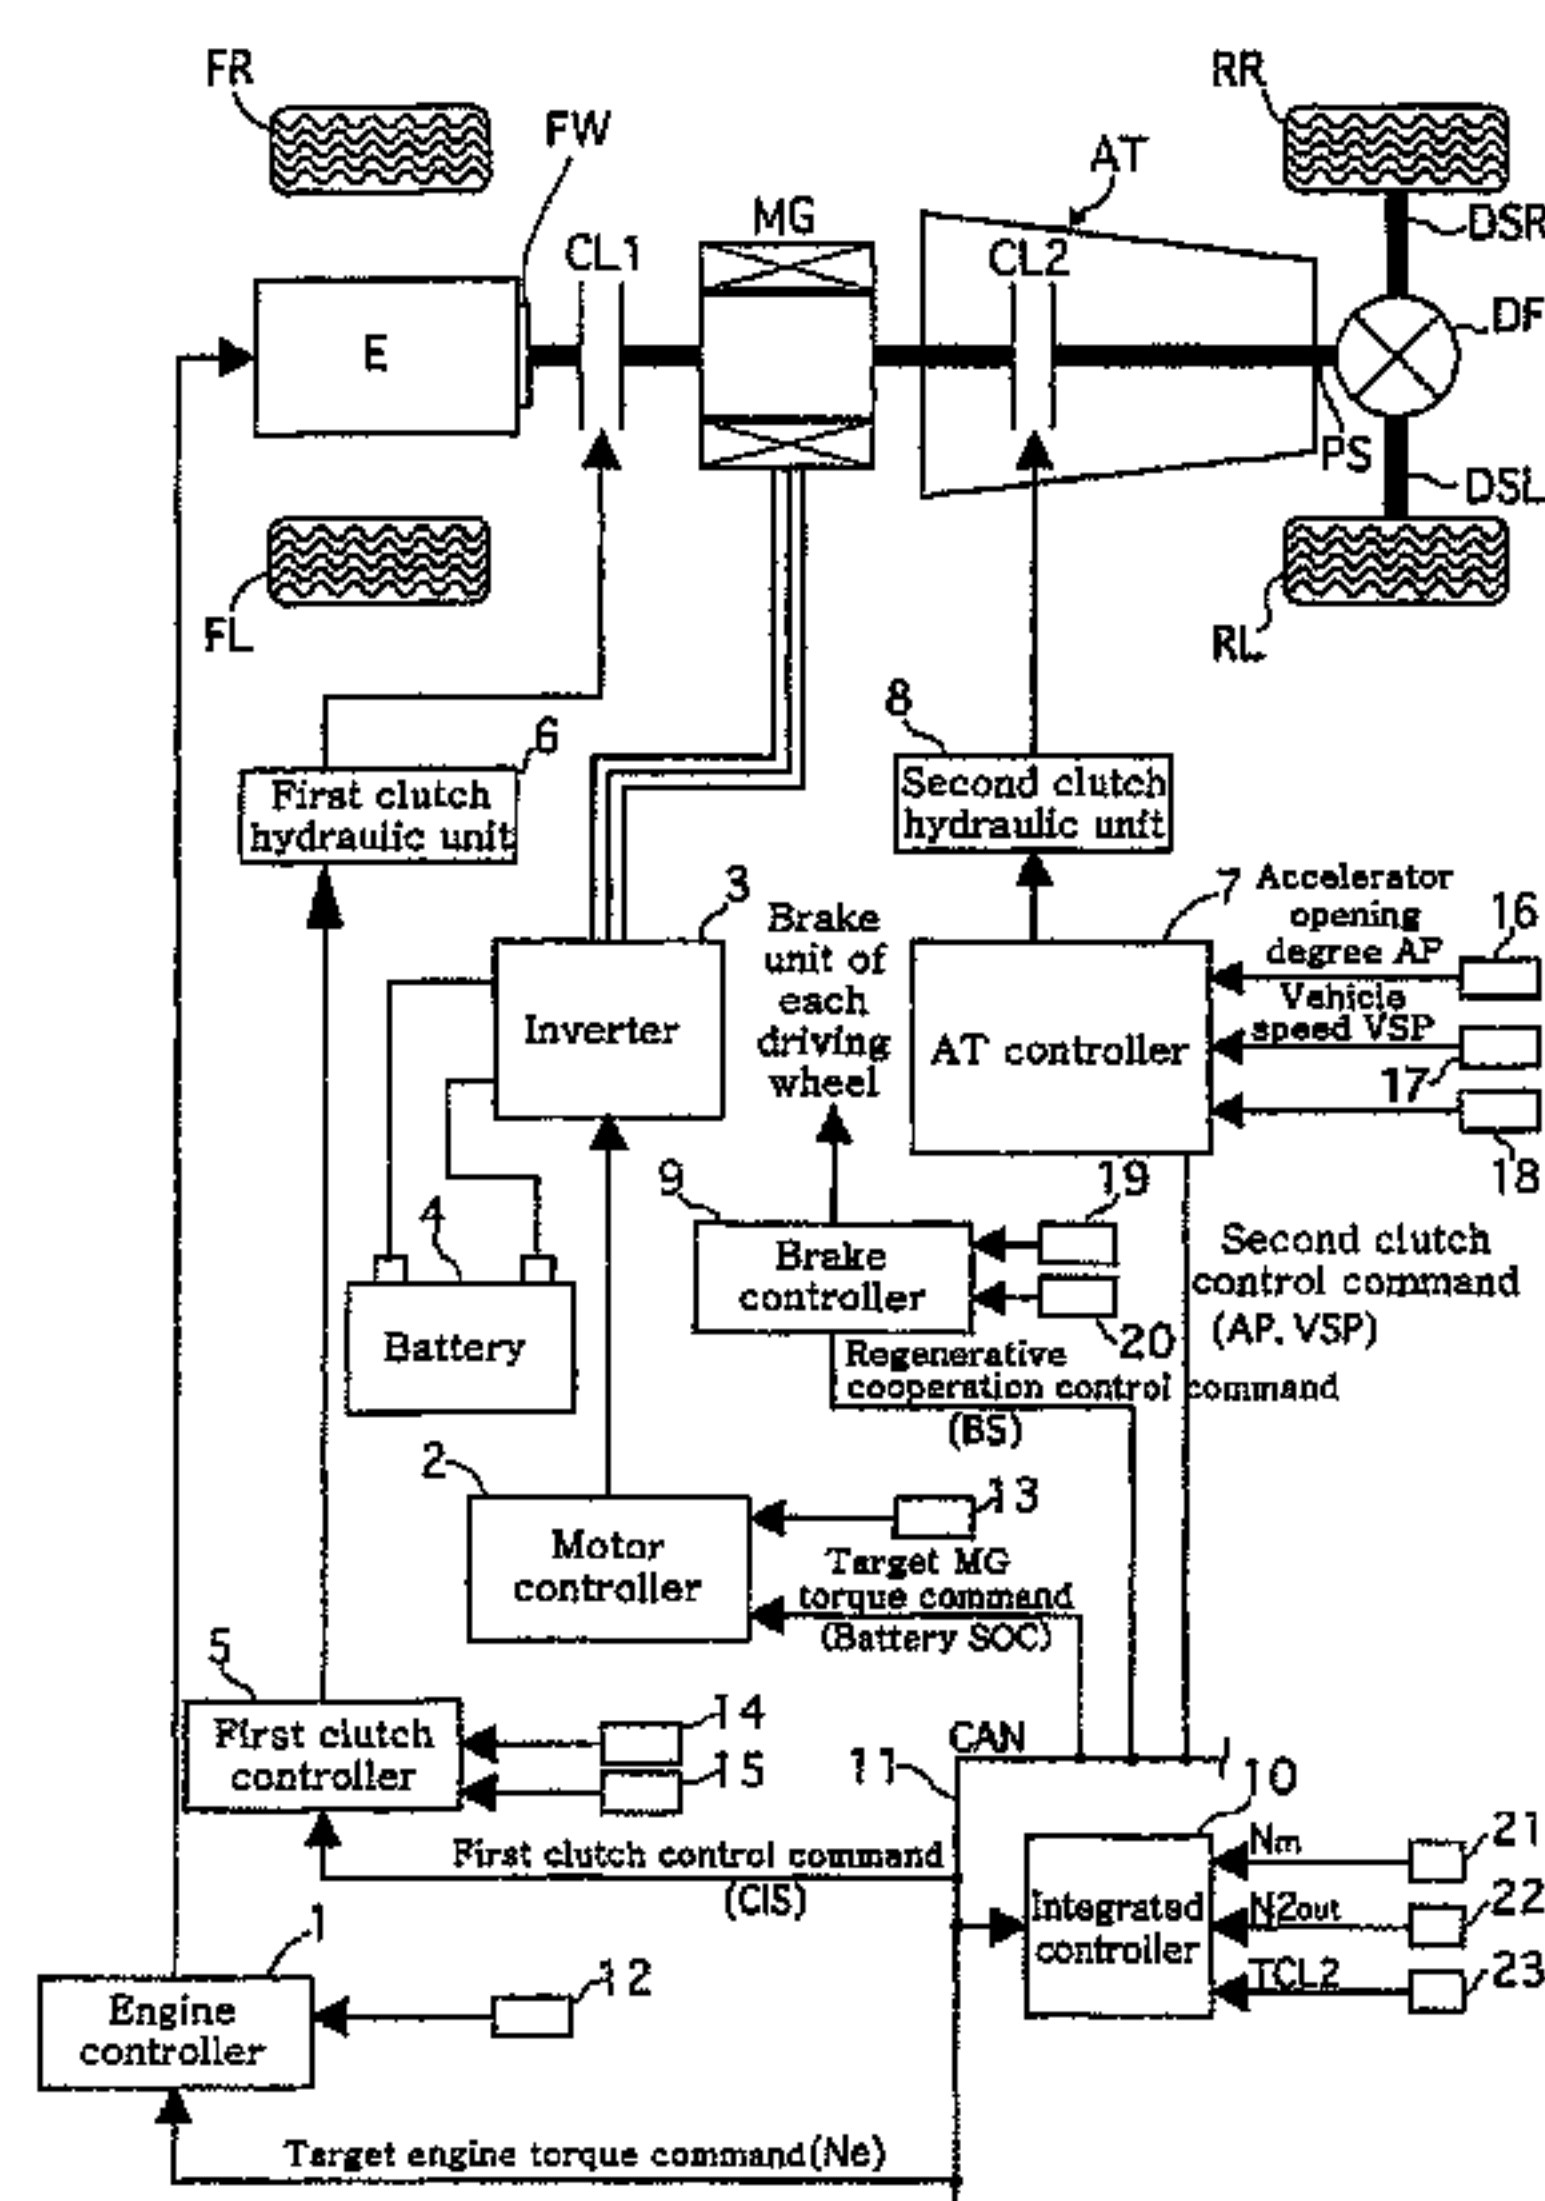 FR
RR
FW
AT
MG
DSR
CL1
CL2
DF
E
PS
DSL
FL
RL
8
6
First clutch
hydraulic unit
Second clutch
hydraulic unit
3
7
Accelerator
opening
degree AP
16
Brake
unit of
each
driving
wheel
Vehicle
speed VSP
Inverter
AT controller
17
18
9
19
4
Brake
controller
Second clutch
control command
(AP, VSP)
20
Battery
Regenerative
cooperation control command
(BS)
2
13
Motor
controller
Target MG
torque command
(Battery SOC)
5
14
First clutch
controller
15
CAN
11
10
First clutch control command
(CIS)
Nm
21
Integrated
controller
N2out
22
TCL2
23
1
12
Engine
controller
Target engine torque command(Ne)